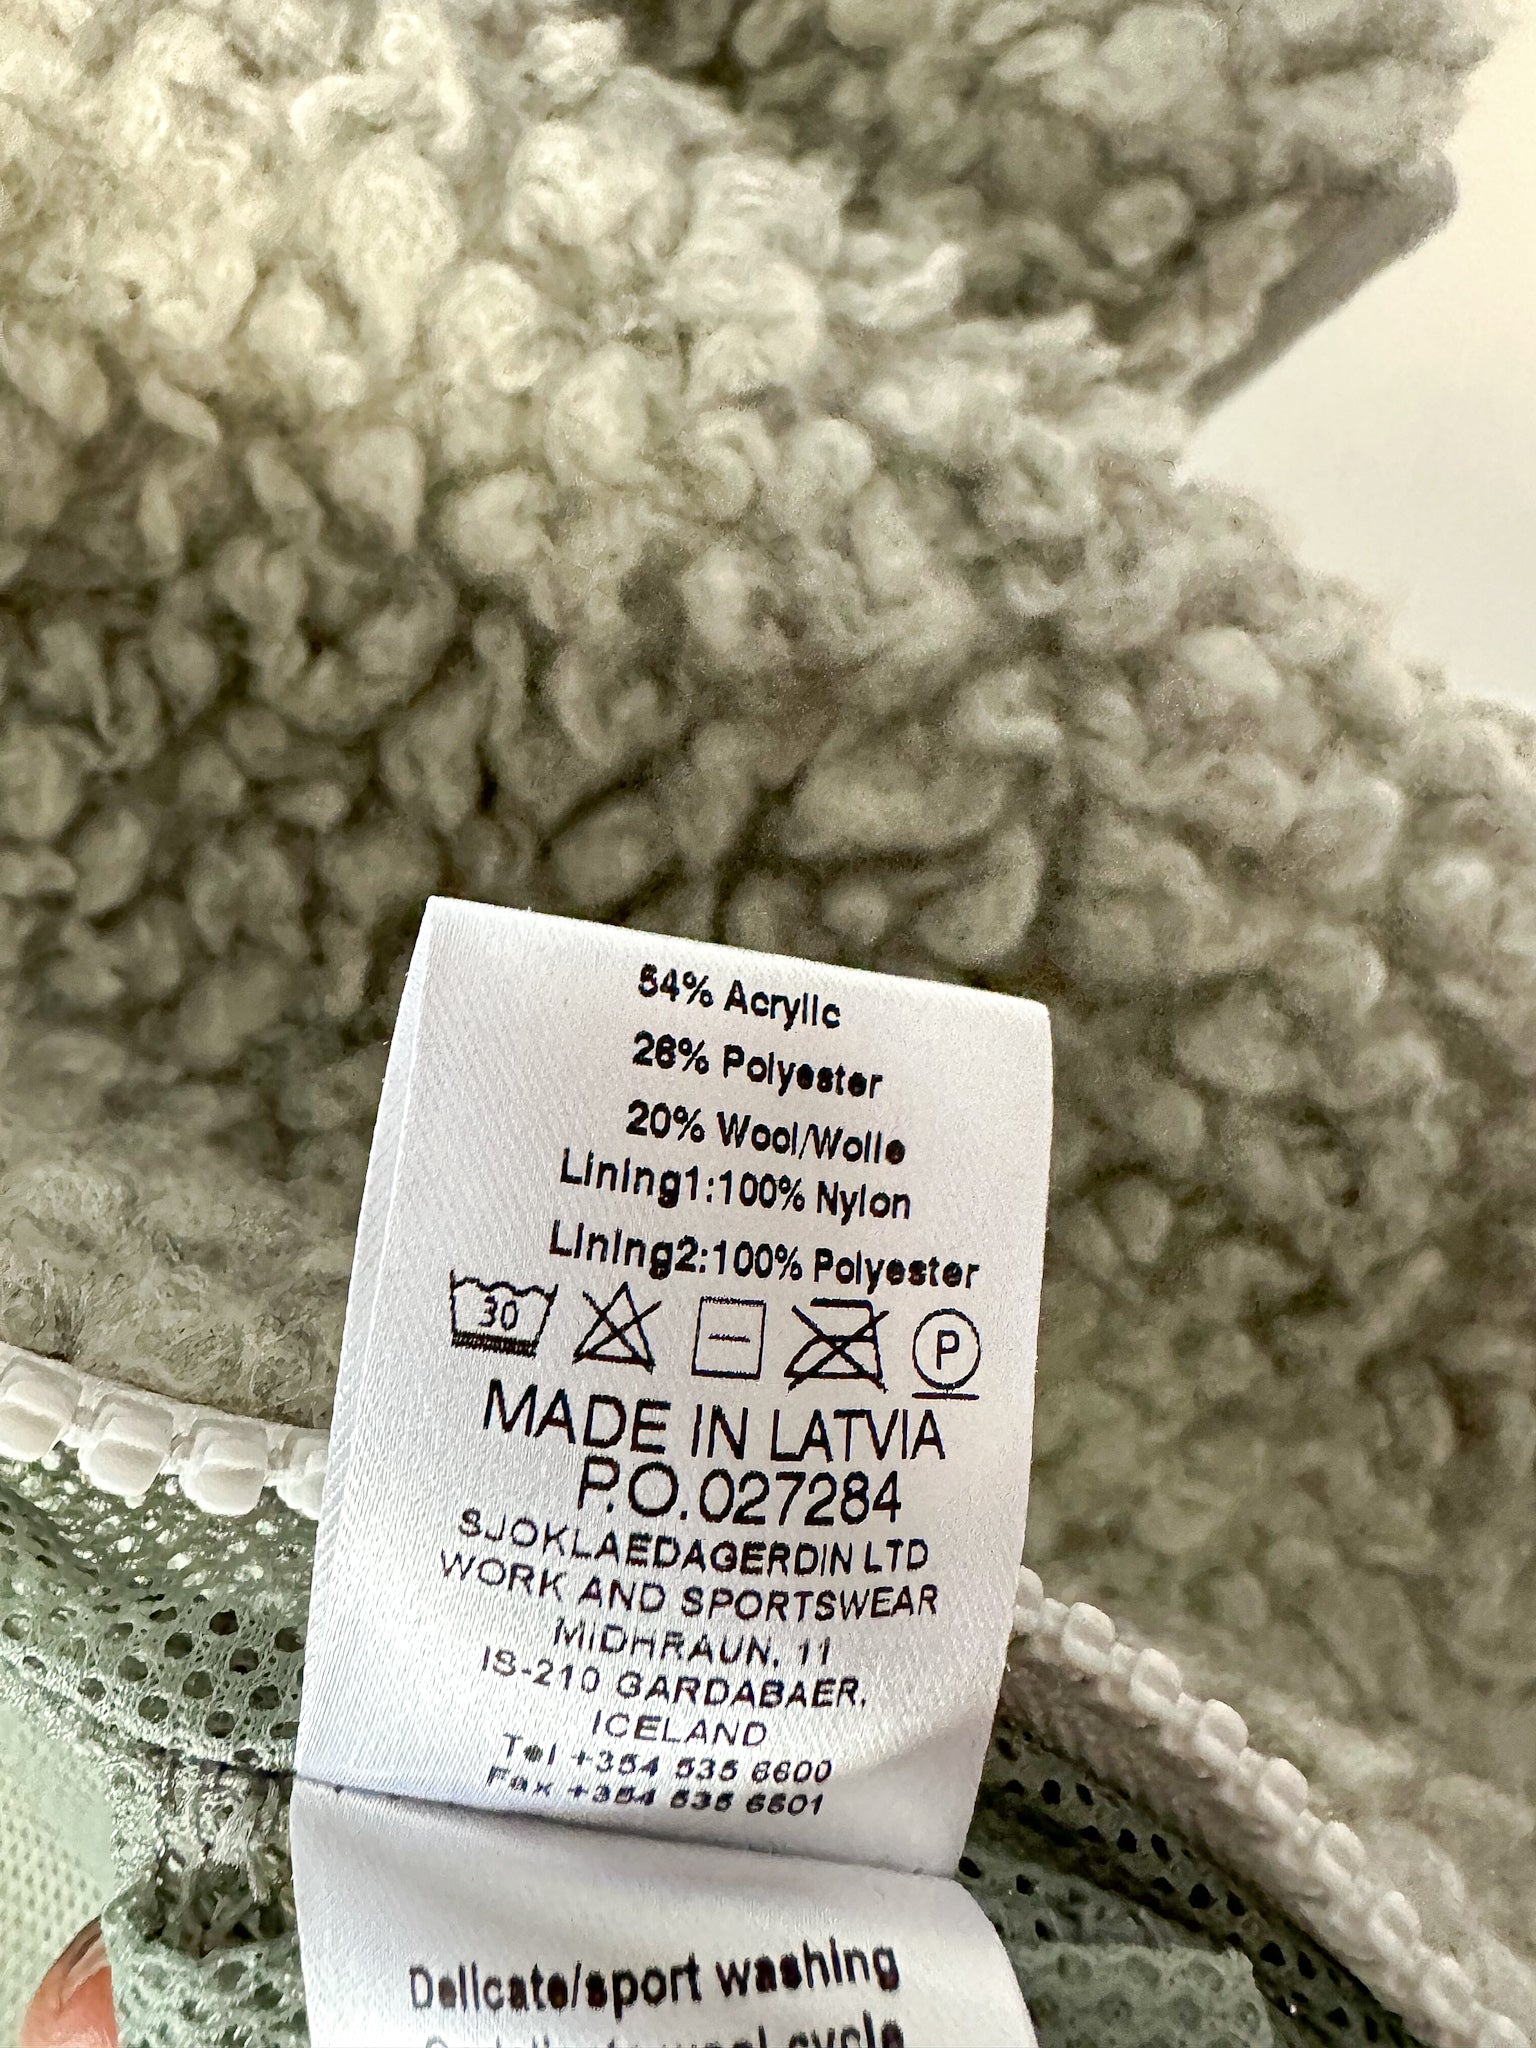 54% Acrylic
26% Polyester
20% Wool/Wolle
Lining1:100% Nylon
Lining2:100% Polyester
30
P
MADE IN LATVIA
P.O.027284
SJOKLAEDAGERDIN LTD
WORK AND SPORTSWEAR
MIDHRAUN, 11
IS-210 GARDABAER,
ICELAND
Tel +354 535 6600
Fax +354 535 6601
Delicate/sport washing
wool cycle